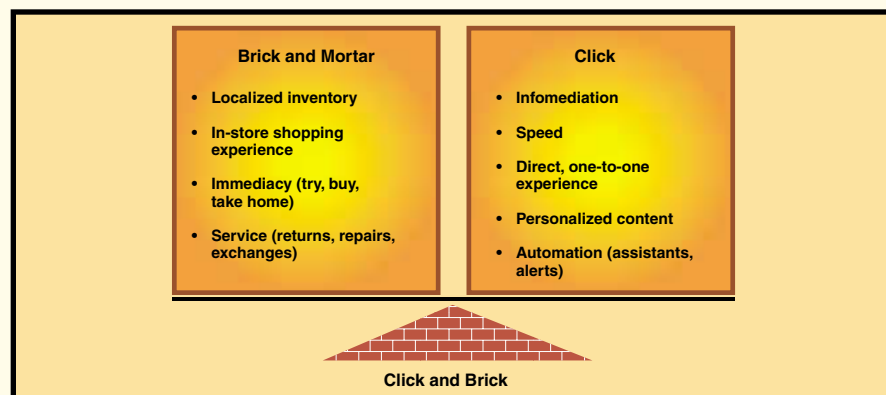 Brick and Mortar
• Localized inventory
• In-store shopping
experience
• Immediacy (try, buy,
take home)
• Service (returns, repairs,
exchanges)
Click
• Infomediation
• Speed
• Direct, one-to-one
experience
• Personalized content
• Automation (assistants,
alerts)
Click and Brick